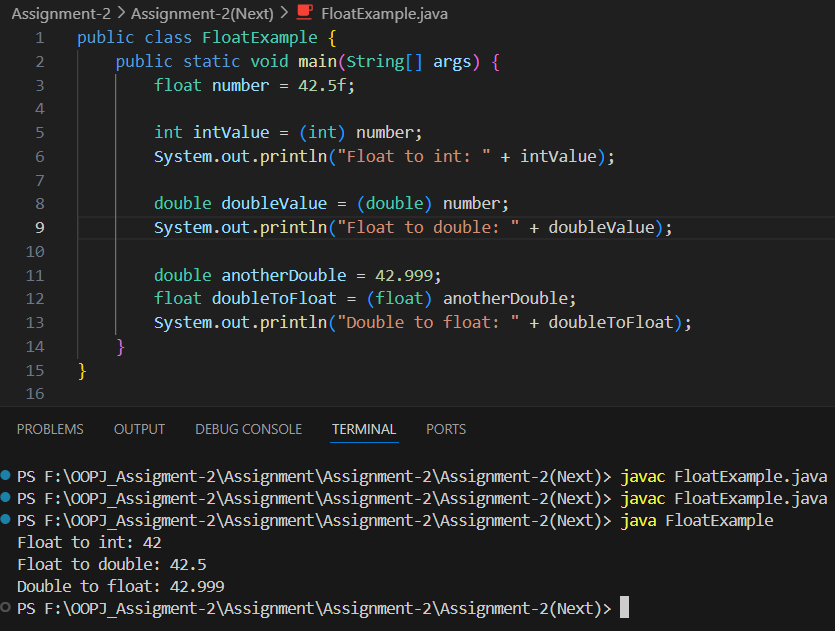 Assignment-2 > Assignment-2(Next) > FloatExample.java
1 public class FloatExample {
2 public static void main(String[] args) {
3 float number = 42.5f;
4
5 int intValue = (int) number;
6 System.out.println("Float to int: " + intValue);
7
8 double doubleValue = (double) number;
9 System.out.println("Float to double: " + doubleValue);
10
11 double anotherDouble = 42.999;
12 float doubleToFloat = (float) anotherDouble;
13 System.out.println("Double to float: " + doubleToFloat);
14 }
15 }
16
PROBLEMS OUTPUT DEBUG CONSOLE TERMINAL PORTS
PS F:\OOPJ_Assigment-2\Assignment\Assignment-2\Assignment-2(Next)> javac FloatExample.java
PS F:\OOPJ_Assigment-2\Assignment\Assignment-2\Assignment-2(Next)> javac FloatExample.java
PS F:\OOPJ_Assigment-2\Assignment\Assignment-2\Assignment-2(Next)> java FloatExample
Float to int: 42
Float to double: 42.5
Double to float: 42.999
PS F:\OOPJ_Assigment-2\Assignment\Assignment-2\Assignment-2(Next)>